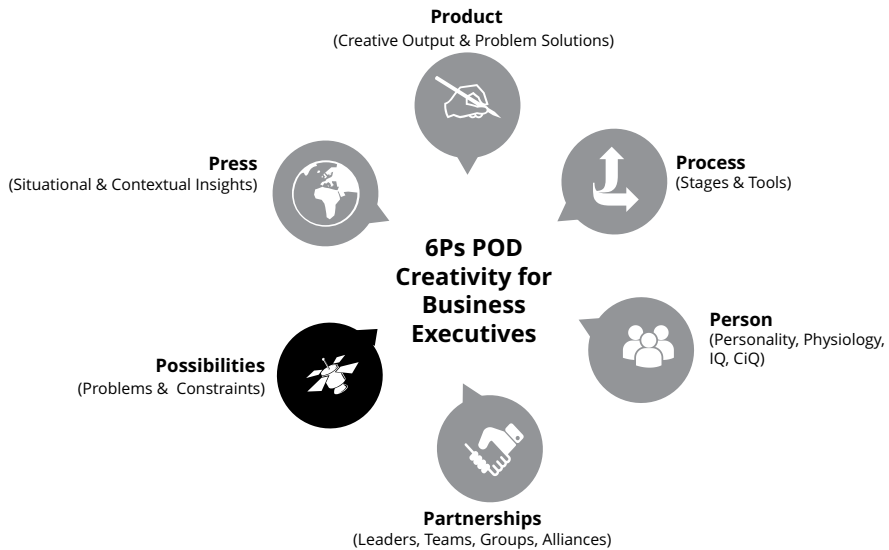 Product
(Creative Output & Problem Solutions)
Press
(Situational & Contextual Insights)
Process
(Stages & Tools)
6Ps POD
Creativity for
Business
Executives
Person
(Personality, Physiology,
IQ, CiQ)
Possibilities
(Problems & Constraints)
Partnerships
(Leaders, Teams, Groups, Alliances)